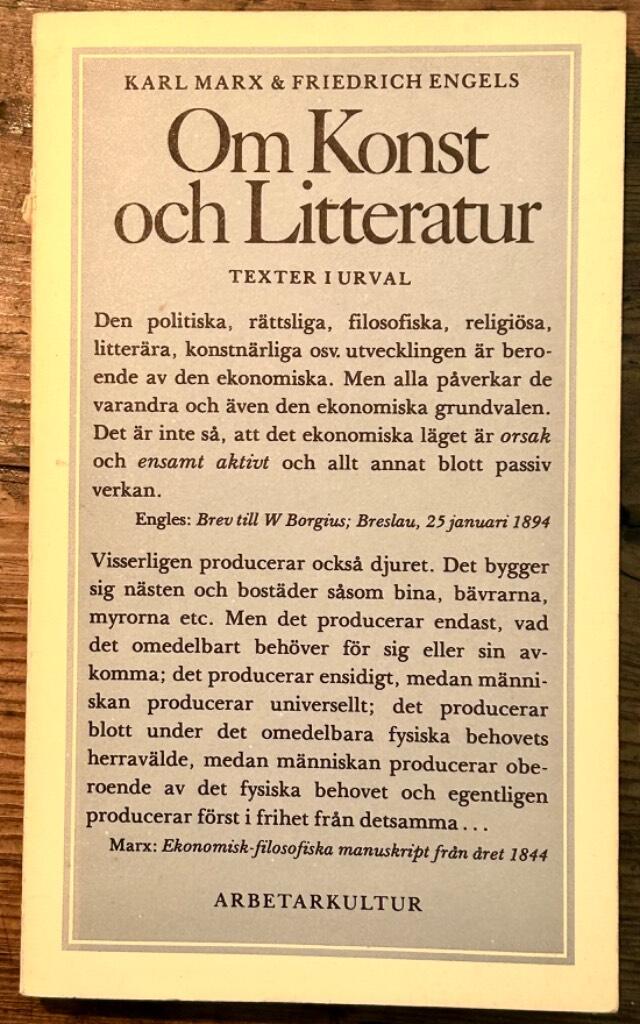 KARL MARX & FRIEDRICH ENGELS
Om Konst
och Litteratur
TEXTER I URVAL
Den politiska, rättsliga, filosofiska, religiösa,
litterära, konstnärliga osv. utvecklingen är bero-
ende av den ekonomiska. Men alla påverkar de
varandra och även den ekonomiska grundvalen.
Det är inte så, att det ekonomiska läget är orsak
och ensamt aktivt och allt annat blott passiv
verkan.
Engles: Brev till W Borgius; Breslau, 25 januari 1894
Visserligen producerar också djuret. Det bygger
sig nästen och bostäder såsom bina, bävrarna,
myrorna etc. Men det producerar endast, vad
det omedelbart behöver för sig eller sin av-
komma; det producerar ensidigt, medan männi-
skan producerar universellt; det producerar
blott under det omedelbara fysiska behovets
herravälde, medan människan producerar obe-
roende av det fysiska behovet och egentligen
producerar först i frihet från detsamma . . .
Marx: Ekonomisk-filosofiska manuskript från året 1844
ARBETARKULTUR